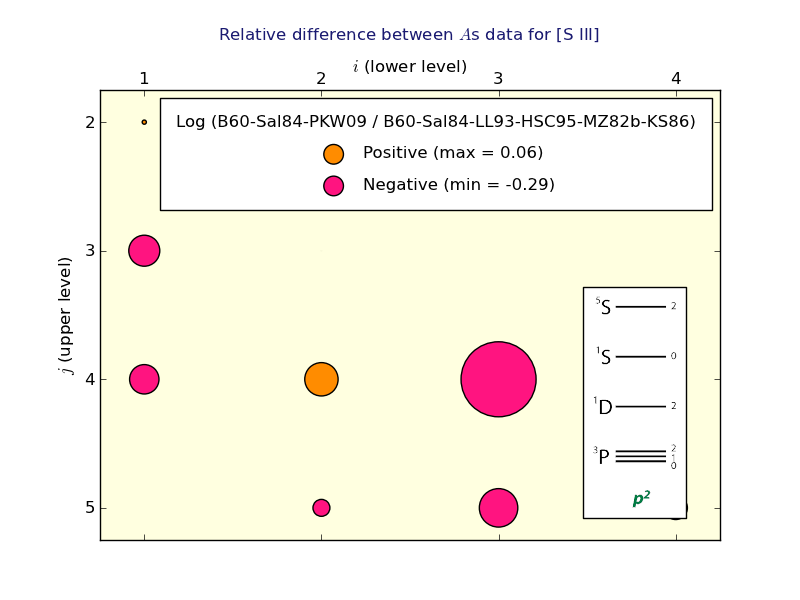 Relative difference between As data for [S III]
i (lower level)
1 2 3 4
2
3
4
5
j (upper level)
Log (B60-Sal84-PKW09 / B60-Sal84-LL93-HSC95-MZ82b-KS86)
Positive (max = 0.06)
Negative (min = -0.29)
⁵S 2
¹S 0
¹D 2
³P 2
1
0
p²